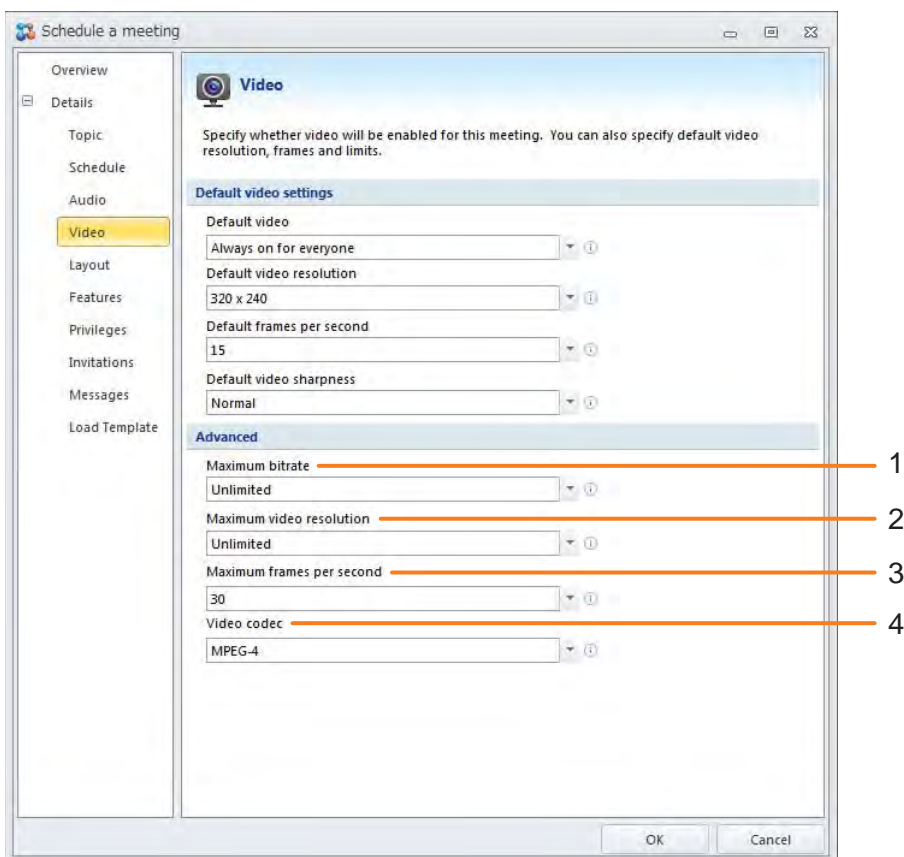 Schedule a meeting
Overview
Details
Topic
Schedule
Audio
Video
Layout
Features
Privileges
Invitations
Messages
Load Template
Video
Specify whether video will be enabled for this meeting. You can also specify default video
resolution, frames and limits.
Default video settings
Default video
Always on for everyone
Default video resolution
320 x 240
Default frames per second
15
Default video sharpness
Normal
Advanced
Maximum bitrate 1
Unlimited
Maximum video resolution 2
Unlimited
Maximum frames per second 3
30
Video codec 4
MPEG-4
OK Cancel